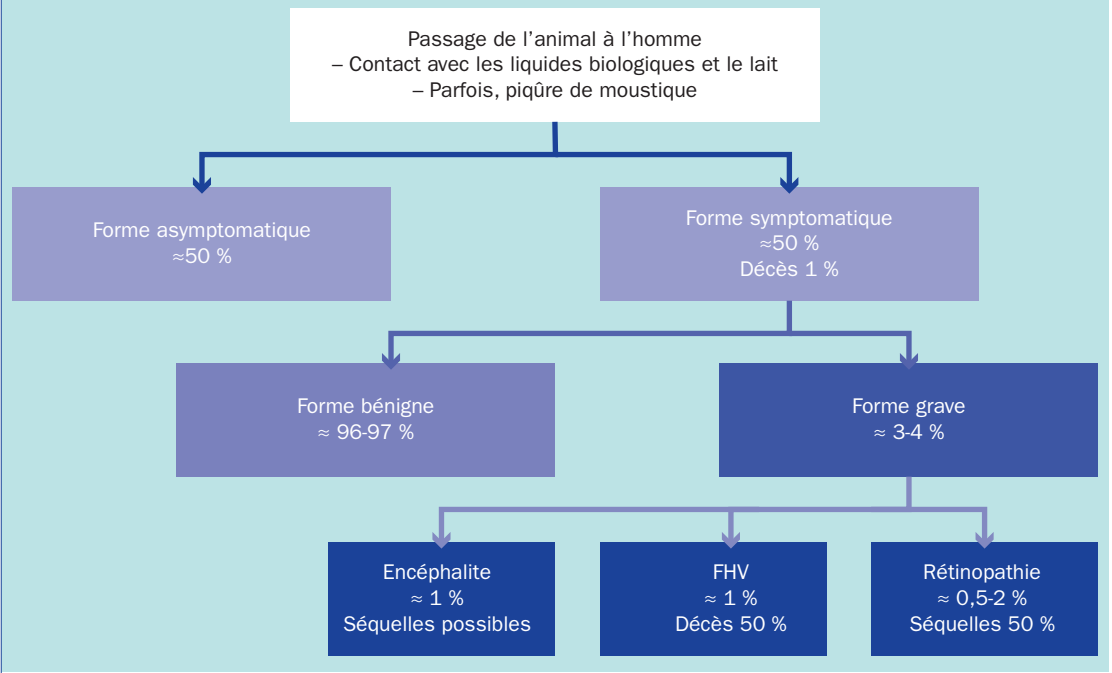 Passage de l’animal à l’homme
– Contact avec les liquides biologiques et le lait
– Parfois, piqûre de moustique
Forme asymptomatique
≈50 %
Forme symptomatique
≈50 %
Décès 1 %
Forme bénigne
≈ 96-97 %
Forme grave
≈ 3-4 %
Encéphalite
≈ 1 %
Séquelles possibles
FHV
≈ 1 %
Décès 50 %
Rétinopathie
≈ 0,5-2 %
Séquelles 50 %